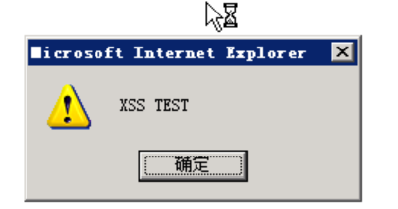 ■icrosoft Internet Explorer
XSS TEST
确定